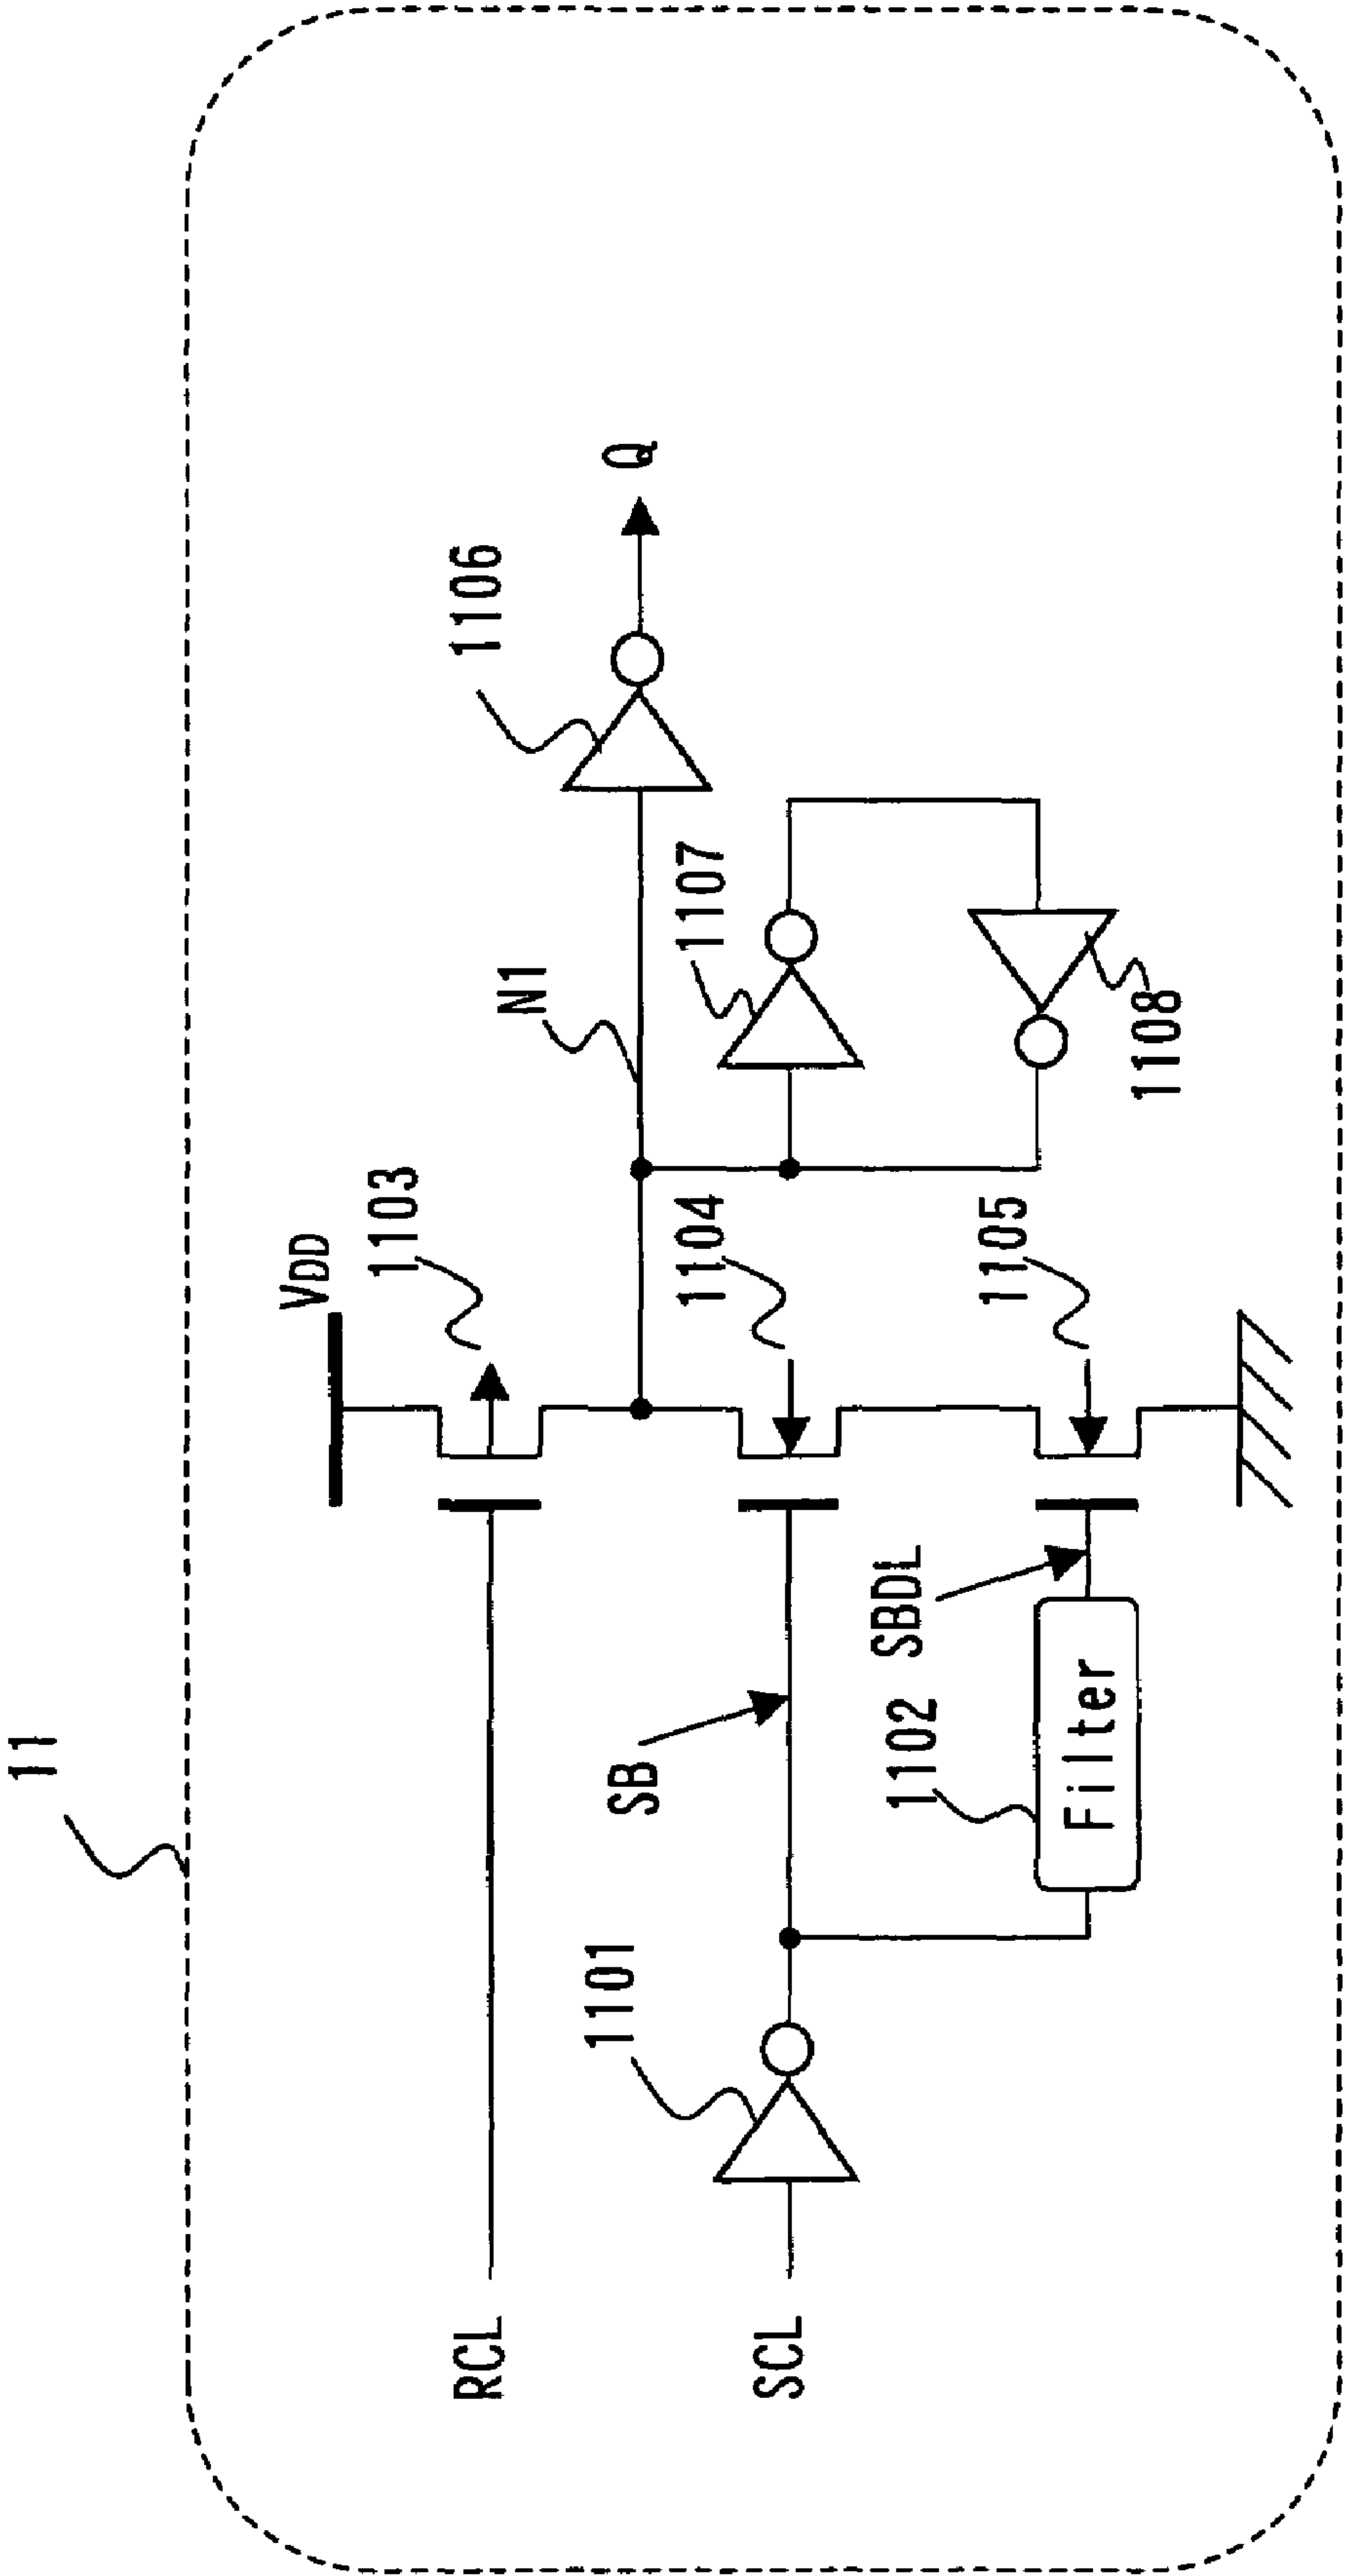 11
VDD
RCL
1103
N1
1106
Q
SCL
1101
SB
1104
1107
1102
SBDL
Filter
1105
1108